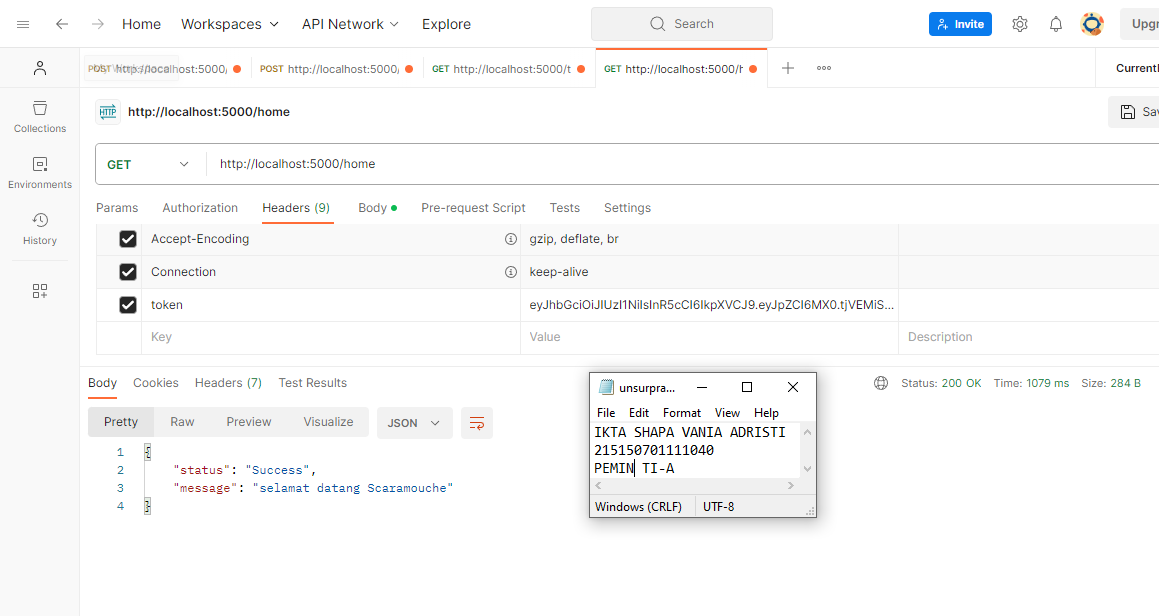 Home Workspaces API Network Explore Search Invite Upgr
POST http://localhost:5000/ POST http://localhost:5000/ GET http://localhost:5000/t GET http://localhost:5000/h Current
HTTP http://localhost:5000/home Sav
Collections
GET http://localhost:5000/home
Environments
Params Authorization Headers (9) Body Pre-request Script Tests Settings
History
Accept-Encoding gzip, deflate, br
Connection keep-alive
token eyJhbGciOiJIUzI1NiIsInR5cCI6IkpXVCJ9.eyJpZCI6MX0.tjVEMiS...
Key Value Description
Body Cookies Headers (7) Test Results Status: 200 OK Time: 1079 ms Size: 284 B
Pretty Raw Preview Visualize JSON
1 {
2 "status": "Success",
3 "message": "selamat datang Scaramouche"
4 }
unsurpra...
File Edit Format View Help
IKTA SHAPA VANIA ADRISTI
215150701111040
PEMIN TI-A
Windows (CRLF) UTF-8